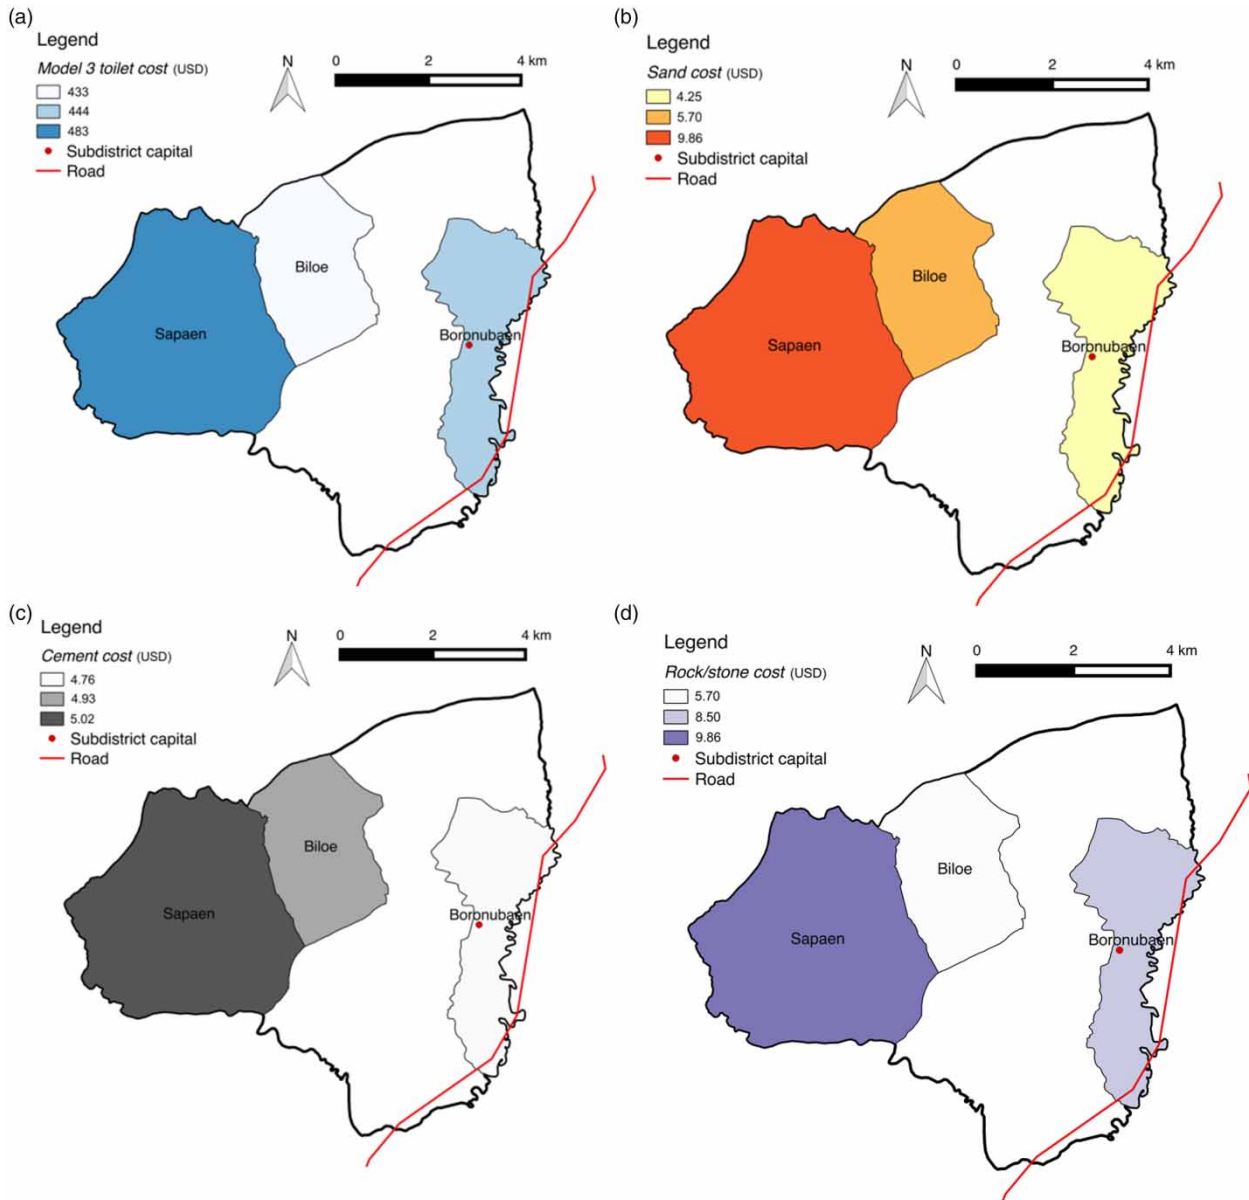 (a)
Legend
Model 3 toilet cost (USD)
433
444
483
Subdistrict capital
Road
N
0 2 4 km
Biloe
Sapaen
Boronubaen
(b)
Legend
Sand cost (USD)
4.25
5.70
9.86
Subdistrict capital
Road
N
0 2 4 km
Biloe
Sapaen
Boronubaen
(c)
Legend
Cement cost (USD)
4.76
4.93
5.02
Subdistrict capital
Road
N
0 2 4 km
Biloe
Sapaen
Boronubaen
(d)
Legend
Rock/stone cost (USD)
5.70
8.50
9.86
Subdistrict capital
Road
N
0 2 4 km
Biloe
Sapaen
Boronubaen